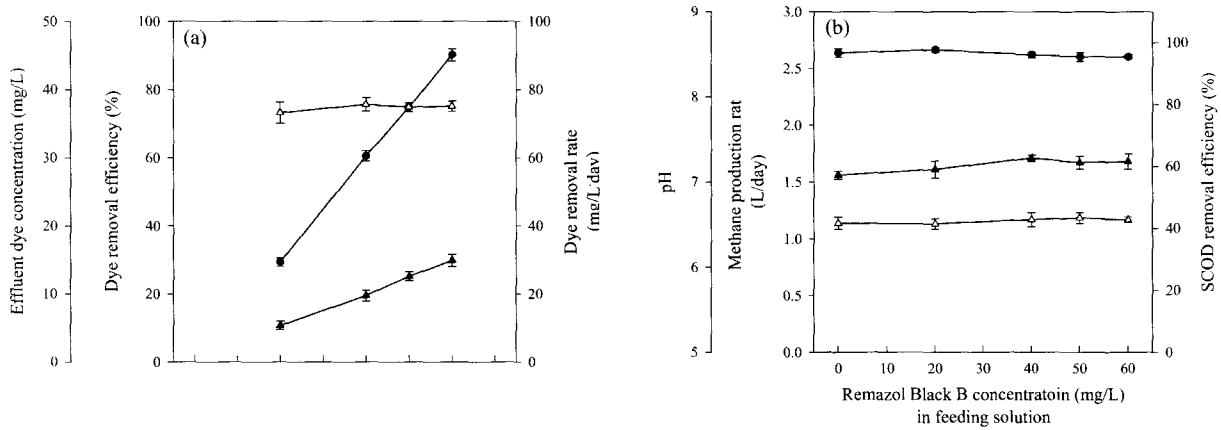 (a)
Effluent dye concentration (mg/L)
50
40
30
20
10
0
Dye removal efficiency (%)
100
80
60
40
20
0
100
80
60
40
20
0
Dye removal rate
(mg/L·day)
(b)
pH
9
8
7
6
5
Methane production rat
(L/day)
3.0
2.5
2.0
1.5
1.0
0.5
0.0
100
80
60
40
20
0
SCOD removal efficiency (%)
0 10 20 30 40 50 60
Remazol Black B concentratoin (mg/L)
in feeding solution